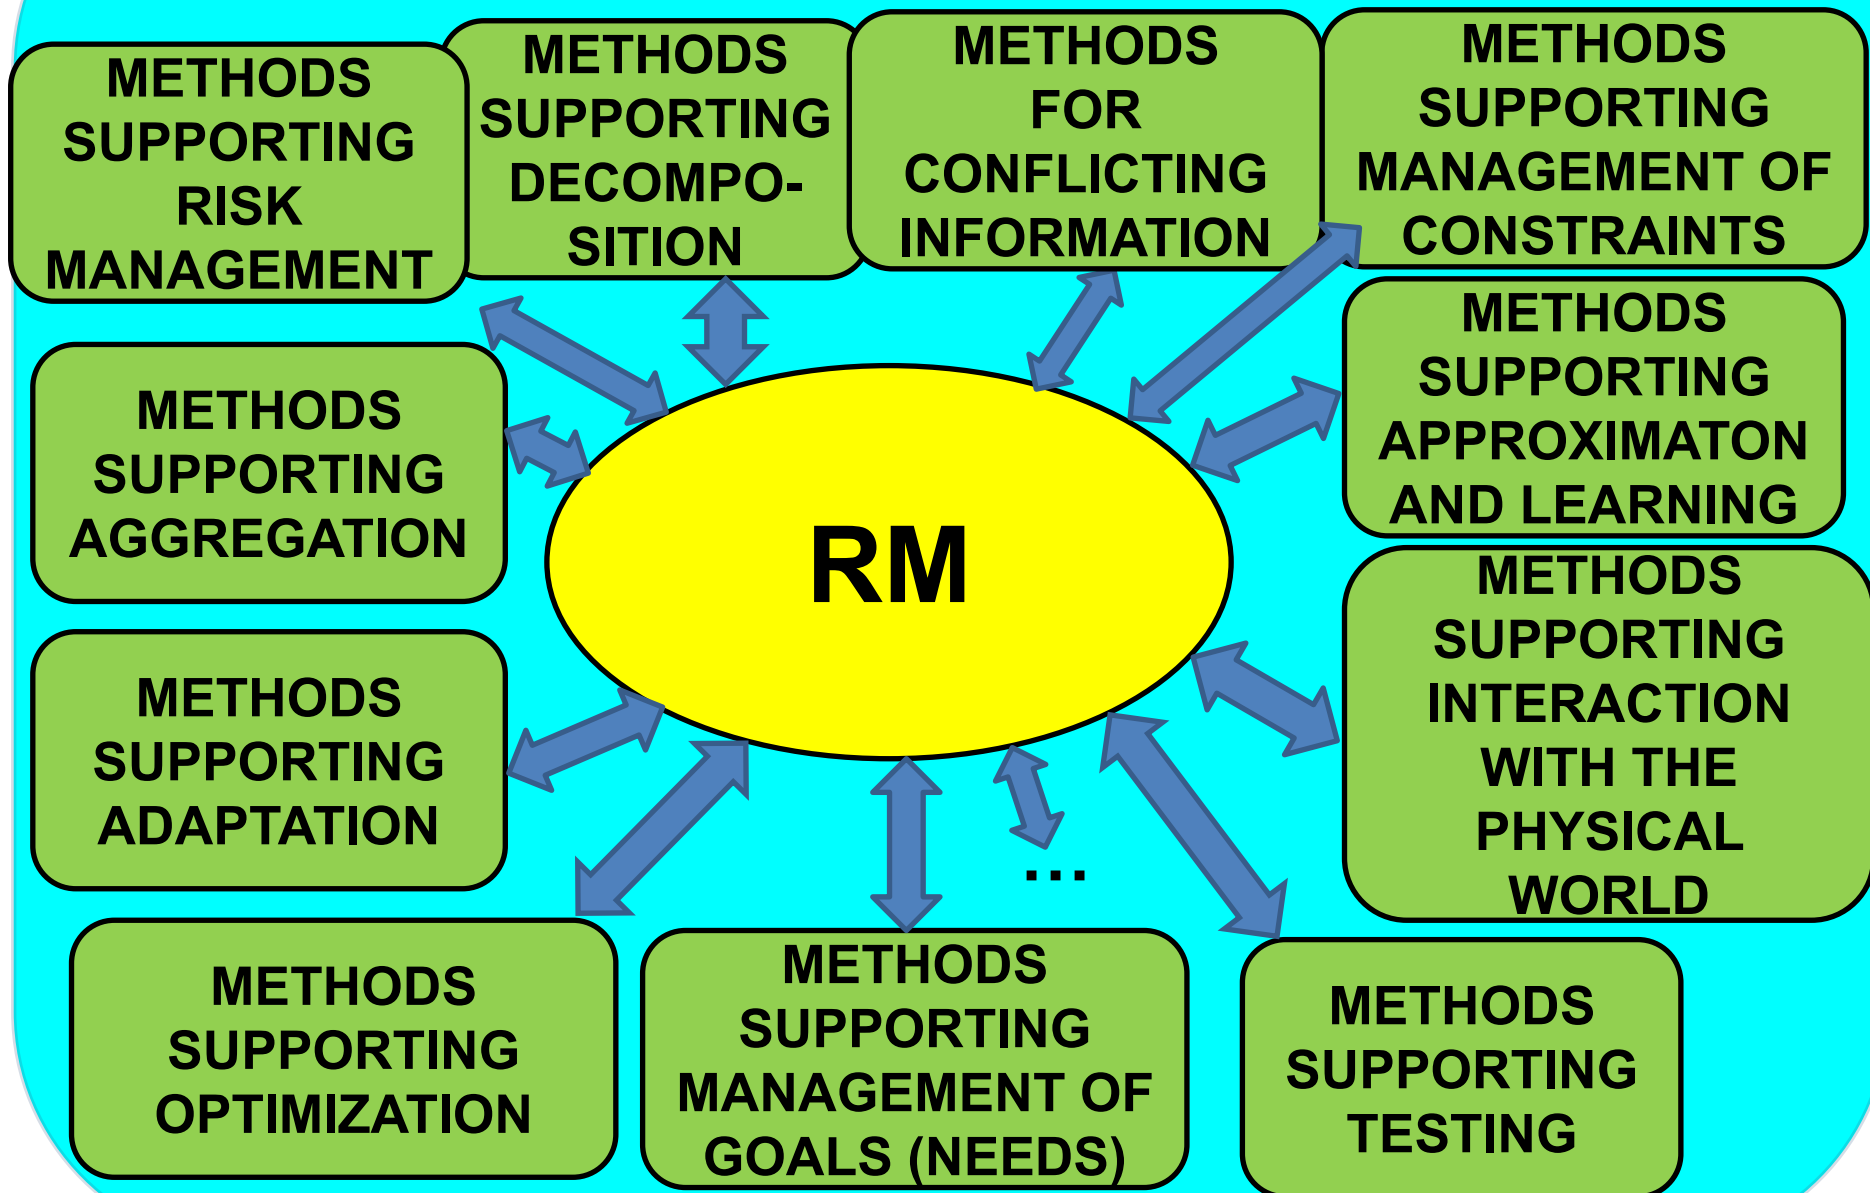 METHODS
SUPPORTING
RISK
MANAGEMENT
METHODS
SUPPORTING
DECOMPO-
SITION
METHODS
FOR
CONFLICTING
INFORMATION
METHODS
SUPPORTING
MANAGEMENT OF
CONSTRAINTS
METHODS
SUPPORTING
AGGREGATION
RM
METHODS
SUPPORTING
APPROXIMATON
AND LEARNING
METHODS
SUPPORTING
ADAPTATION
METHODS
SUPPORTING
INTERACTION
WITH THE
PHYSICAL
WORLD
...
METHODS
SUPPORTING
OPTIMIZATION
METHODS
SUPPORTING
MANAGEMENT OF
GOALS (NEEDS)
METHODS
SUPPORTING
TESTING